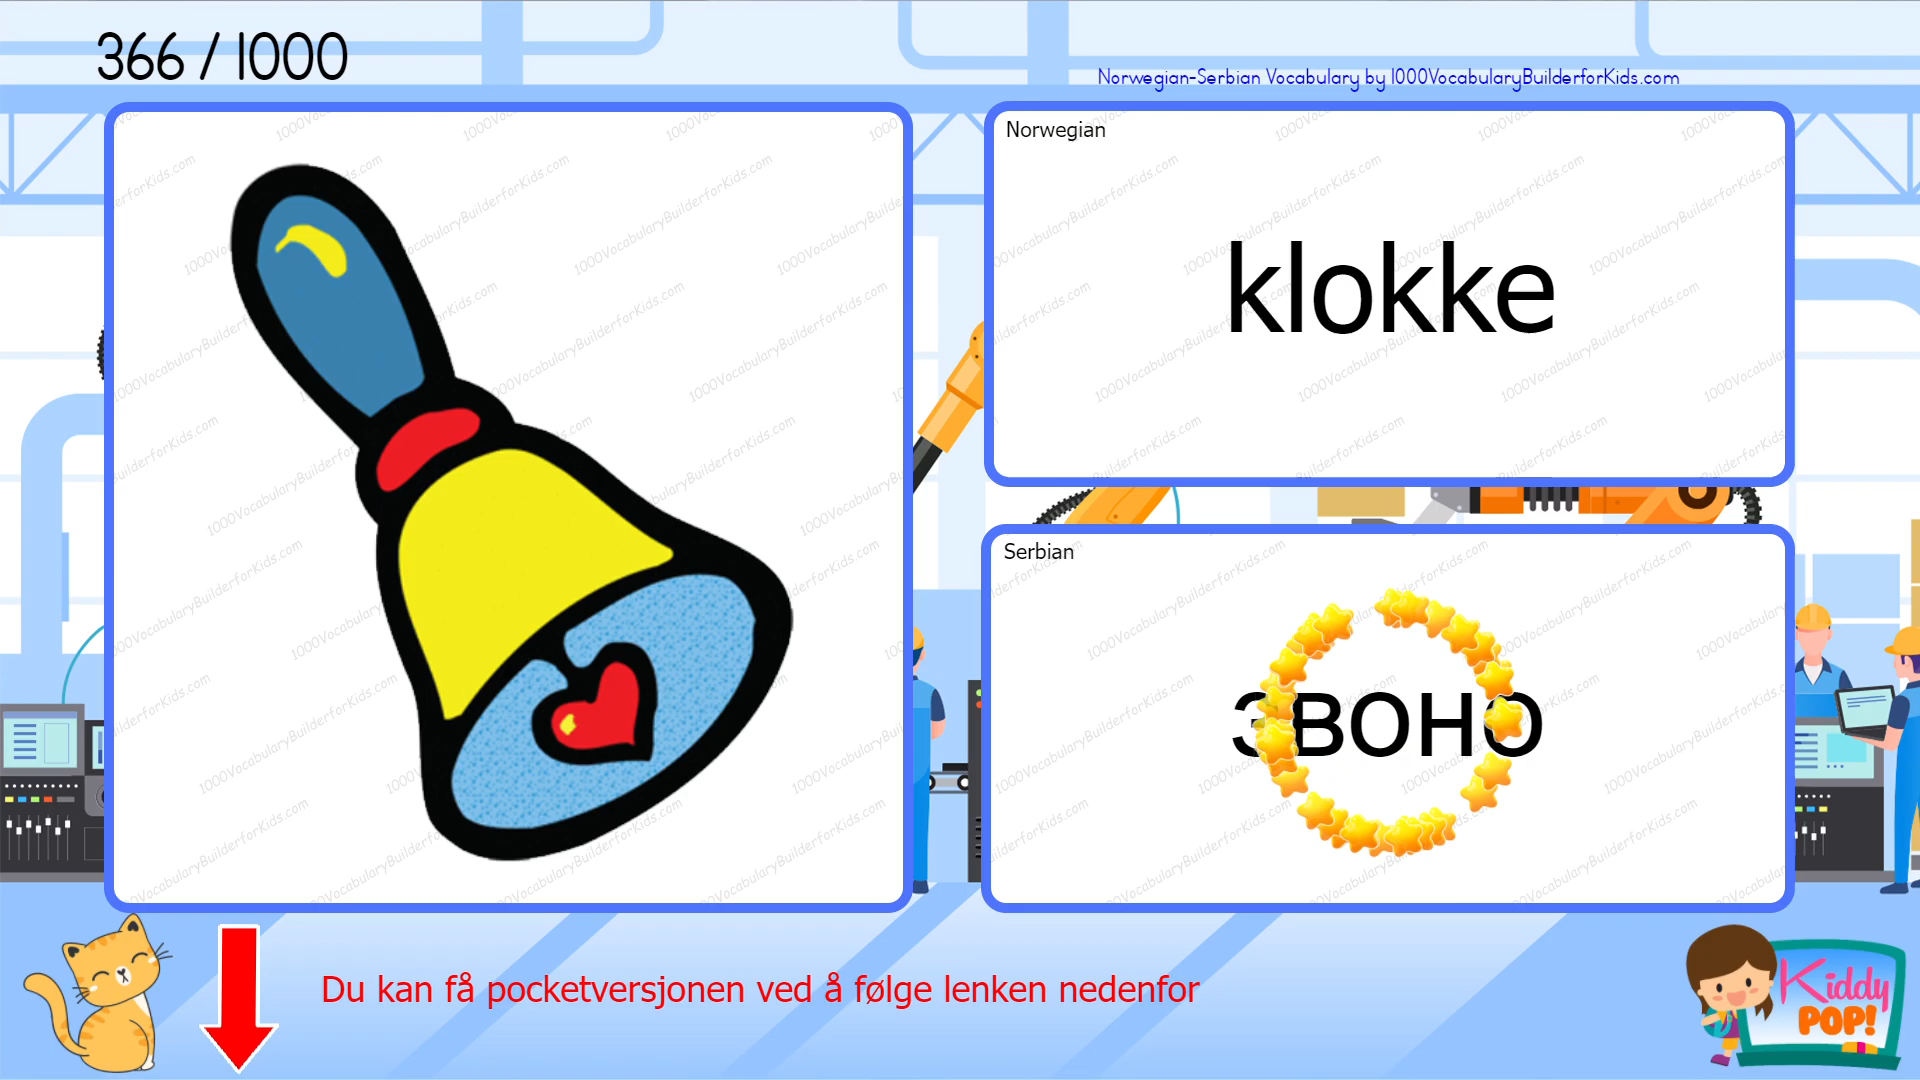 366 / 1000
Norwegian-Serbian Vocabulary by 1000VocabularyBuilderforKids.com
Norwegian
klokke
Serbian
звоно
Du kan få pocketversjonen ved å følge lenken nedenfor
Kiddy
POP!